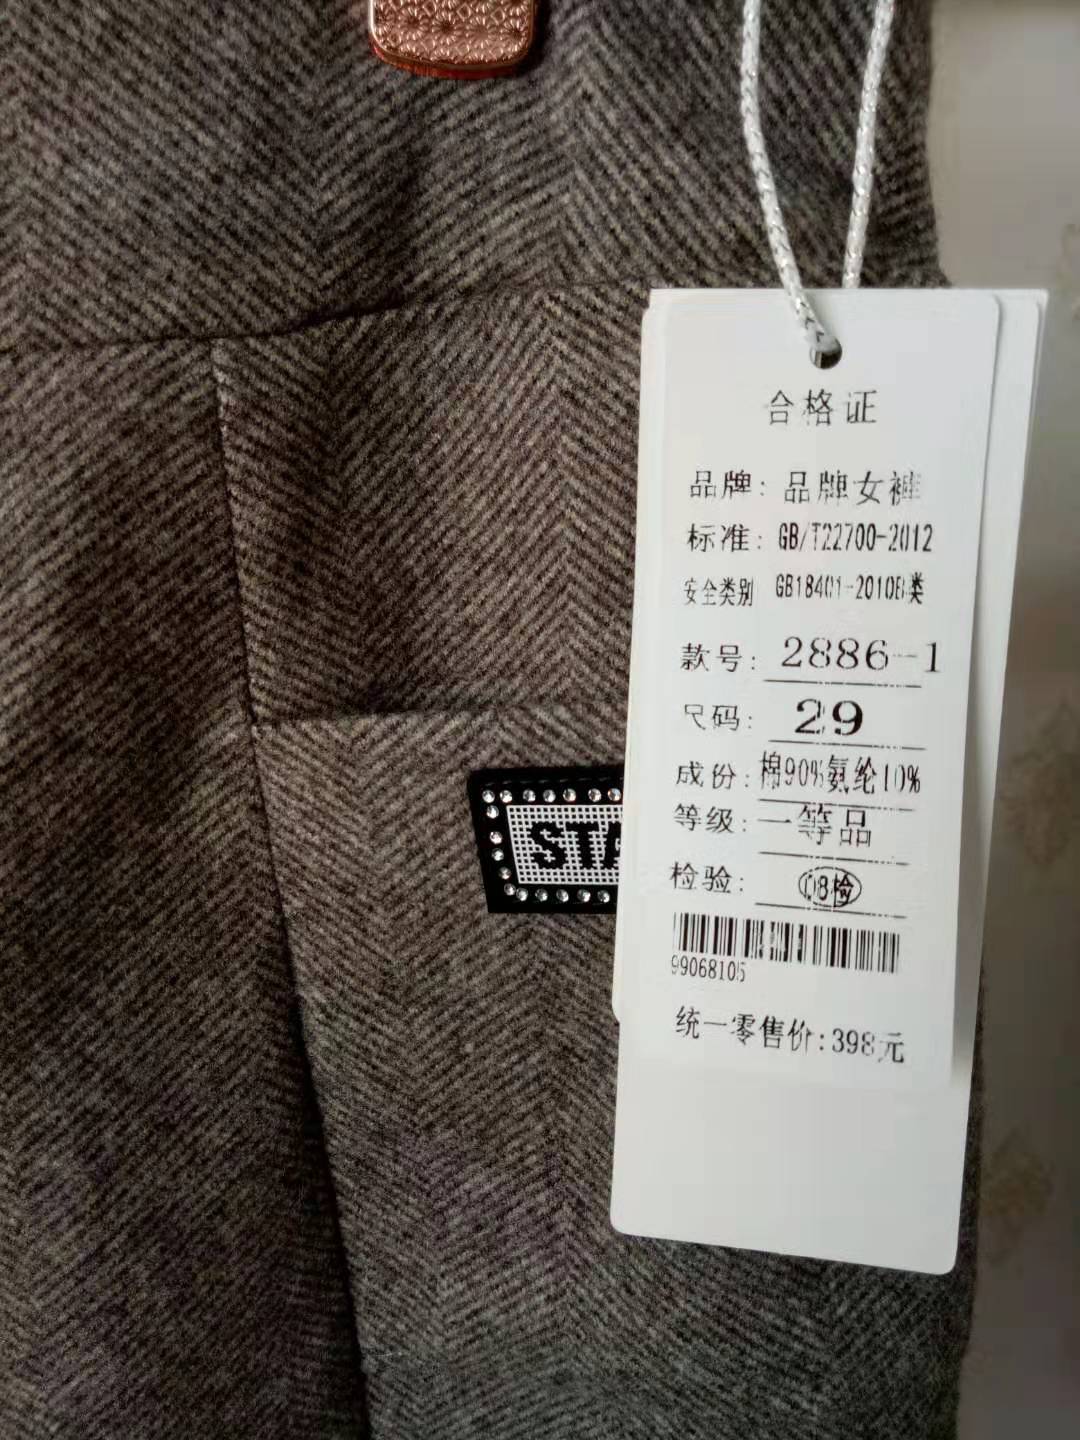 合格证
品牌: 品牌女裤
标准: GB/T22700-2012
安全类别 GB18401-2010B类
款号: 2886-1
尺码: 29
成份: 棉90%氨纶10%
等级: 一等品
检验: 08检
99068105
统一零售价:398元
STA